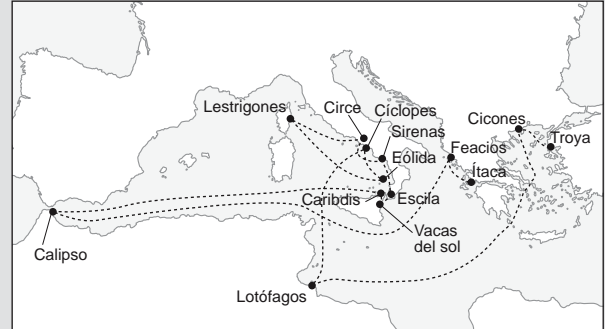 Lestrigones
Circe
Cíclopes
Sirenas
Cicones
Troya
Feacios
Eólida
Ítaca
Caribdis
Escila
Vacas
del sol
Calipso
Lotófagos